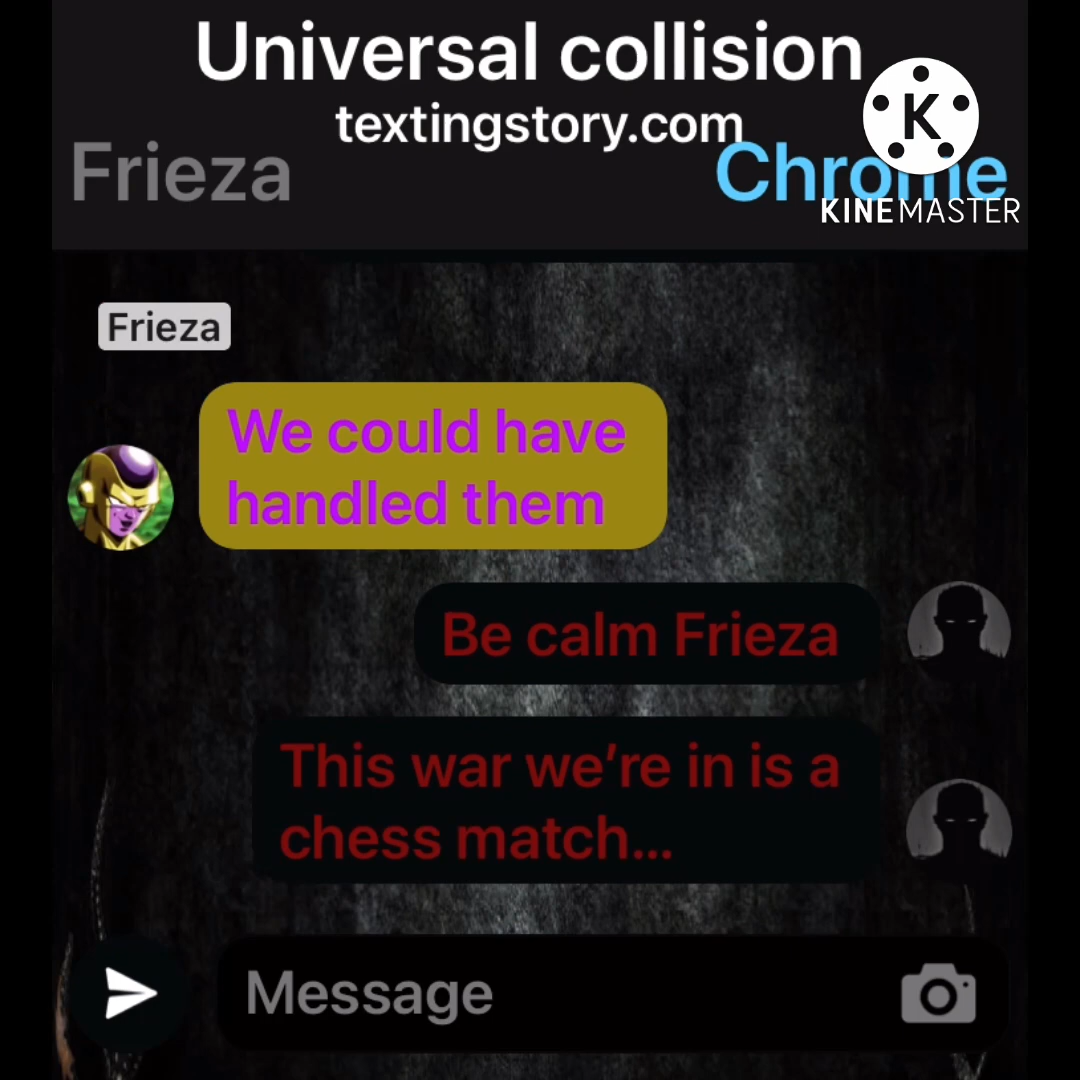 Universal collision
textingstory.com
Frieza
Chrome
K
KINEMASTER
Frieza
We could have
handled them
Be calm Frieza
This war we’re in is a
chess match...
Message